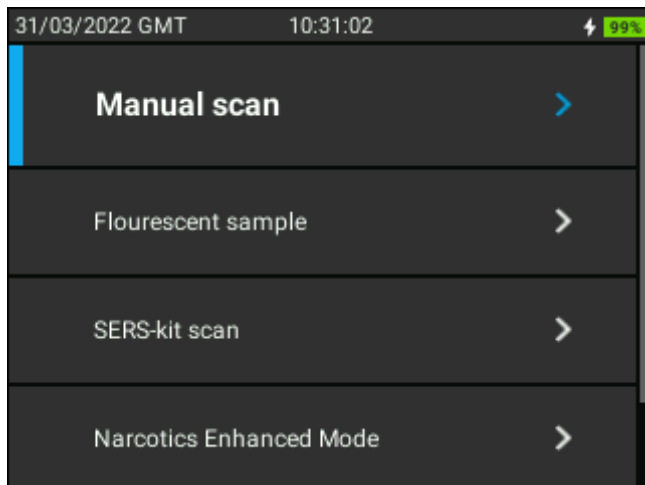 31/03/2022 GMT 10:31:02 99%
Manual scan
Flourescent sample
SERS-kit scan
Narcotics Enhanced Mode